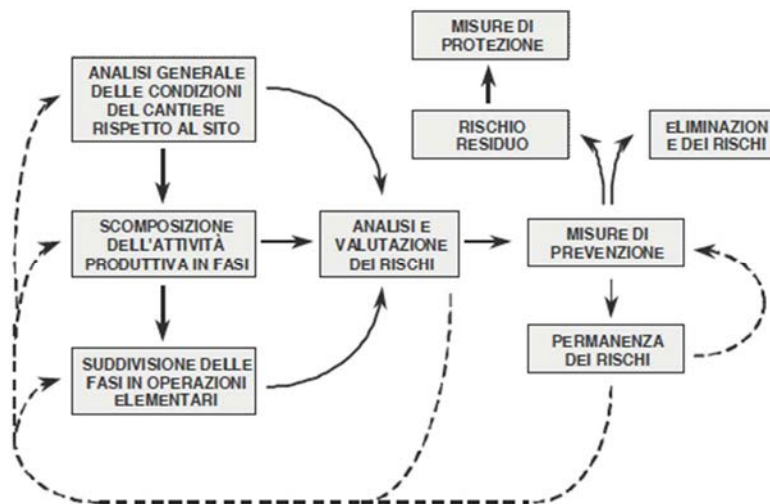 MISURE DI
PROTEZIONE
ANALISI GENERALE
DELLE CONDIZIONI
DEL CANTIERE
RISPETTO AL SITO
RISCHIO
RESIDUO
ELIMINAZION
E DEI RISCHI
SCOMPOSIZIONE
DELL'ATTIVITÀ
PRODUTTIVA IN FASI
ANALISI E
VALUTAZIONE
DEI RISCHI
MISURE DI
PREVENZIONE
SUDDIVISIONE DELLE
FASI IN OPERAZIONI
ELEMENTARI
PERMANENZA
DEI RISCHI